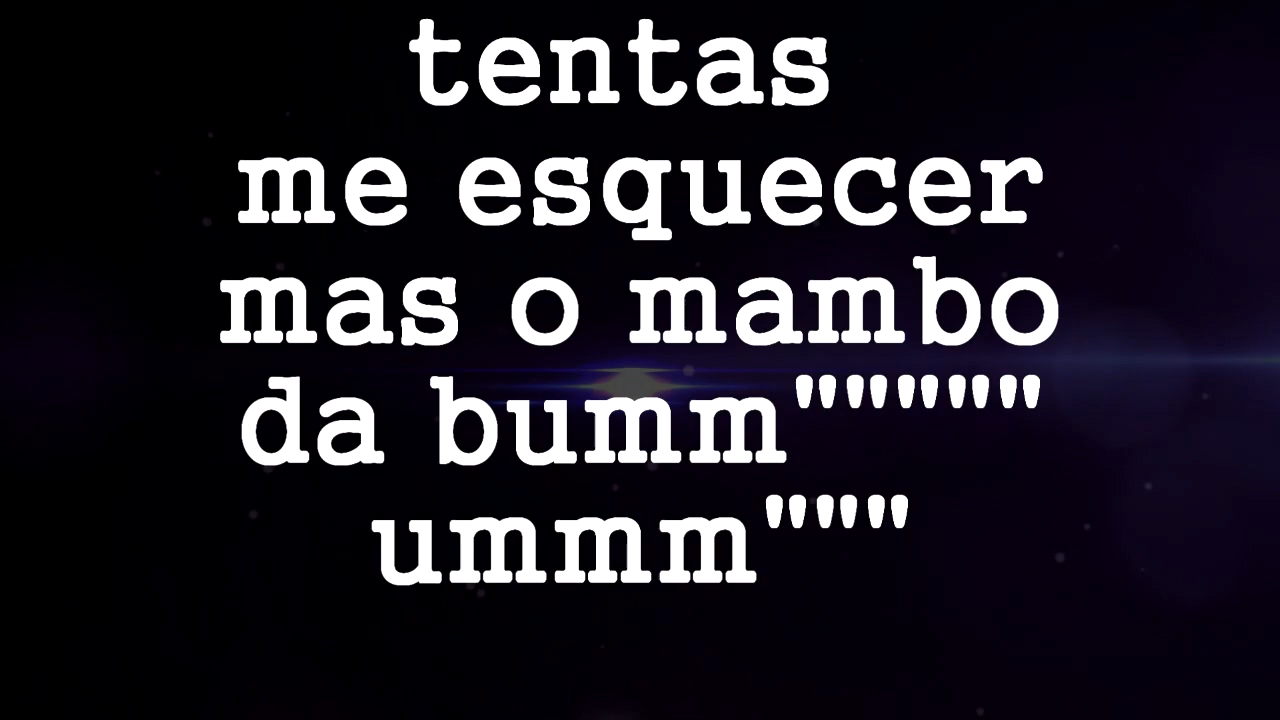 tentas
me esquecer
mas o mambo
da bumm"""""
ummm"""